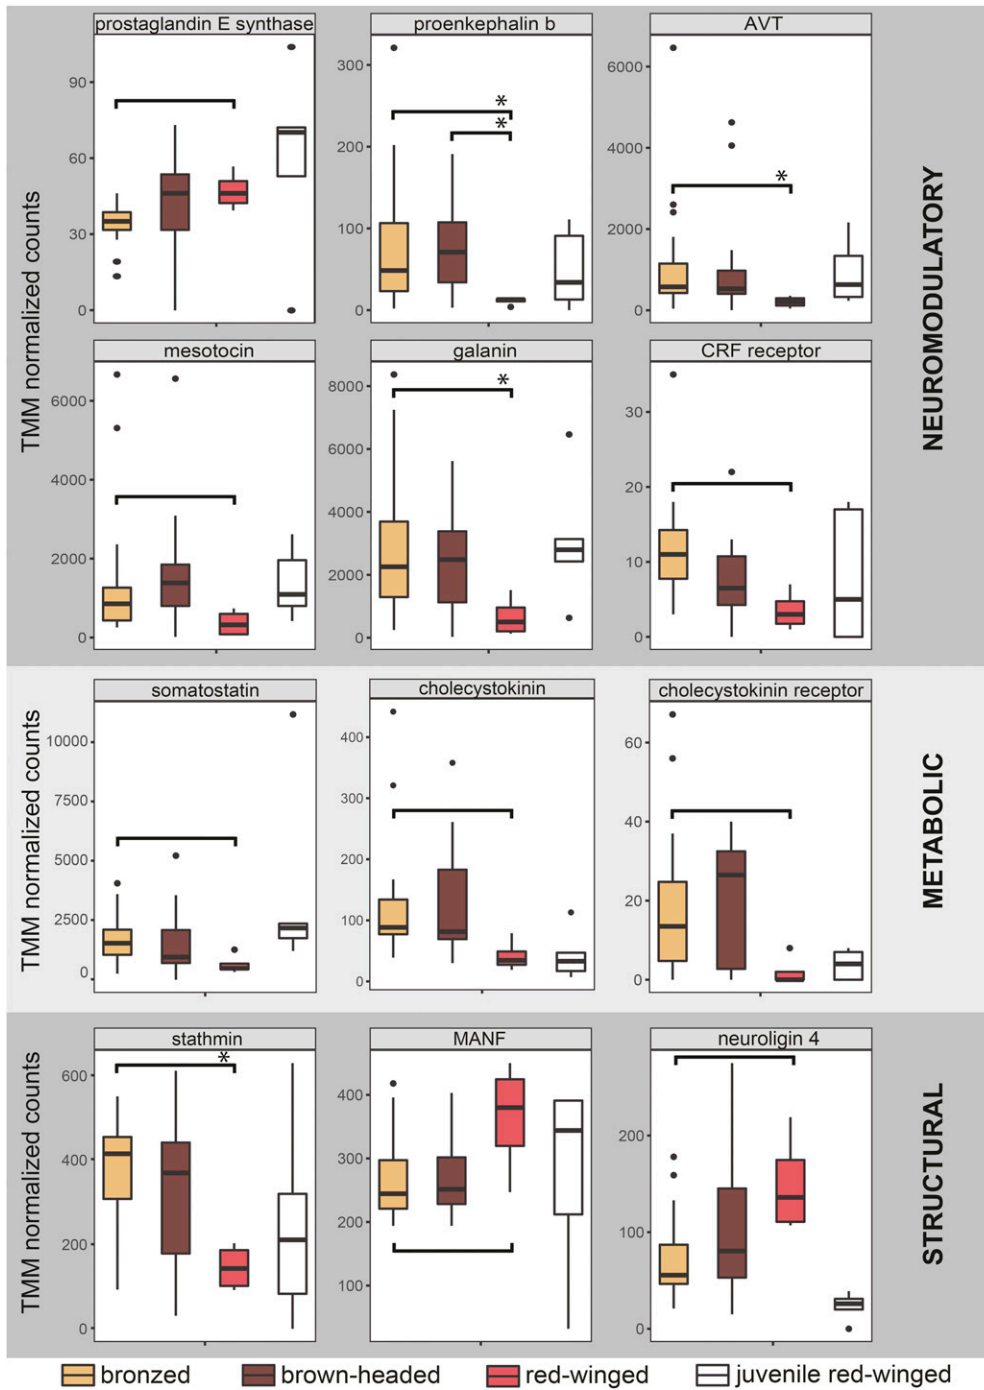 prostaglandin E synthase
proenkephalin b
AVT
TMM normalized counts
90
60
30
0
*
*
300
200
100
0
*
6000
4000
2000
0
NEUROMODULATORY
mesotocin
galanin
CRF receptor
6000
4000
2000
0
*
8000
6000
4000
2000
0
30
20
10
0
somatostatin
cholecystokinin
cholecystokinin receptor
TMM normalized counts
10000
7500
5000
2500
0
400
300
200
100
0
60
40
20
0
METABOLIC
stathmin
MANF
neuroligin 4
TMM normalized counts
*
600
400
200
0
400
300
200
100
200
100
0
STRUCTURAL
bronzed
brown-headed
red-winged
juvenile red-winged